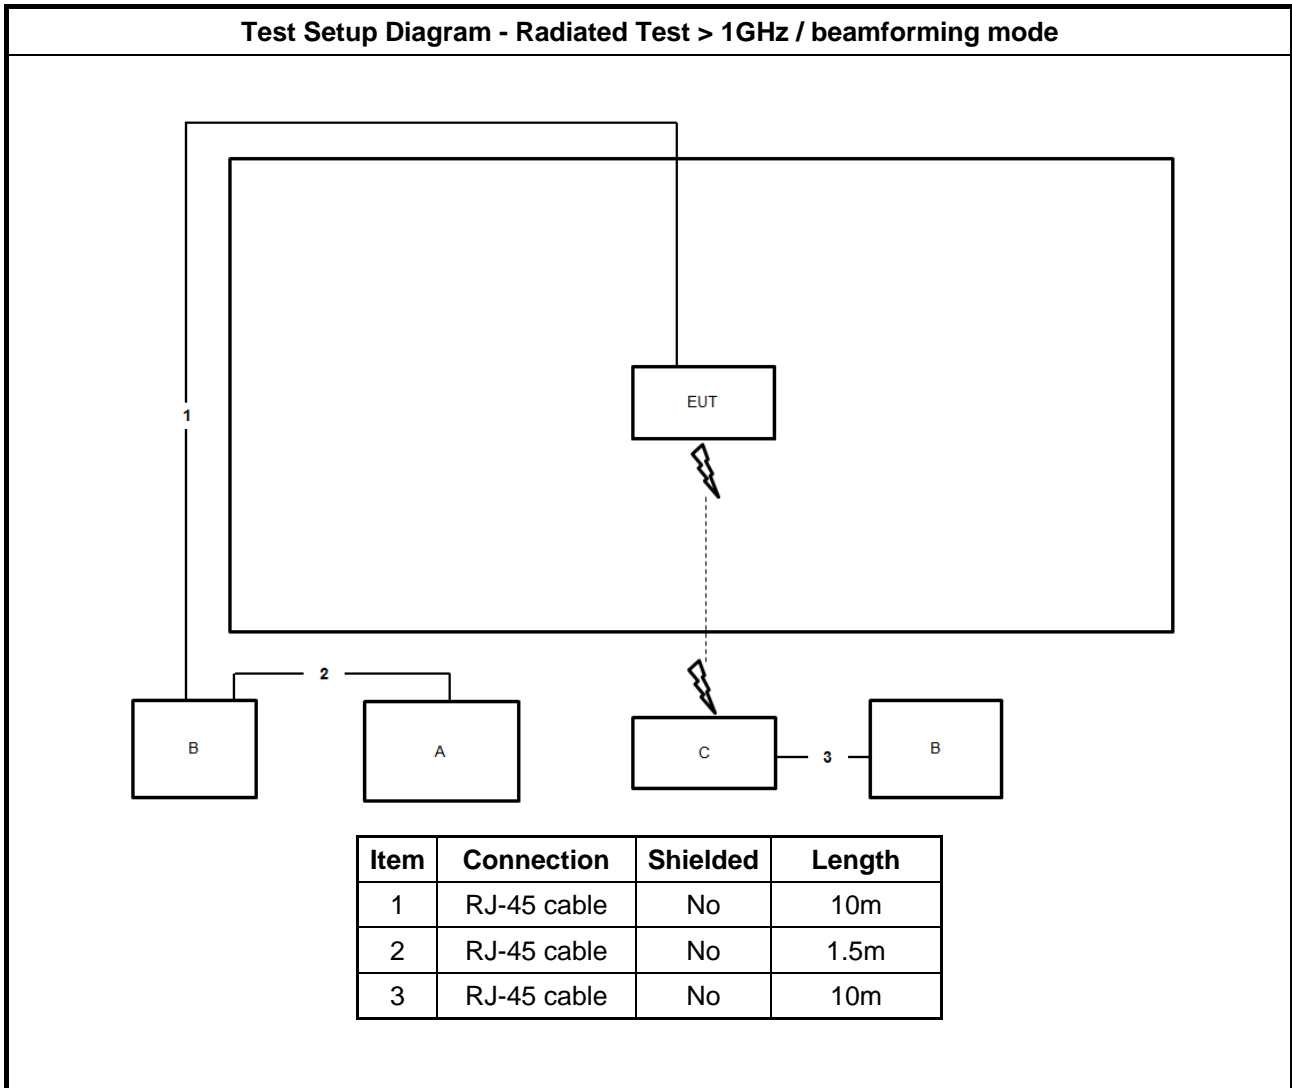 Test Setup Diagram - Radiated Test > 1GHz / beamforming mode
EUT
1
2
B
A
C
3
B
Item Connection Shielded Length
1 RJ-45 cable No 10m
2 RJ-45 cable No 1.5m
3 RJ-45 cable No 10m